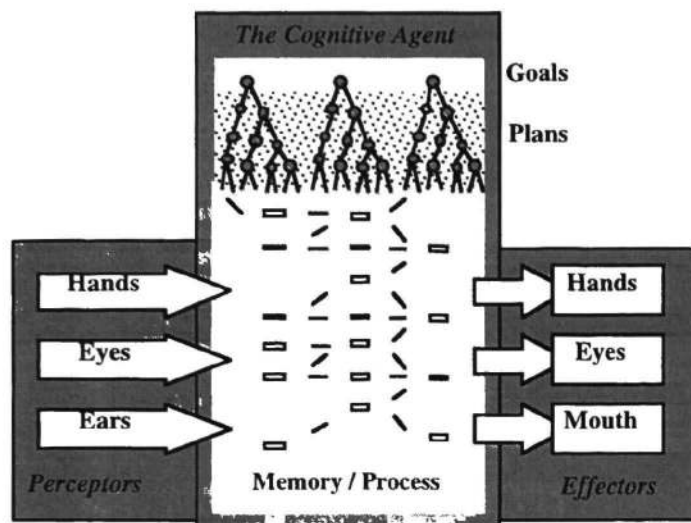 The Cognitive Agent
Goals
Plans
Hands
Hands
Eyes
Eyes
Ears
Mouth
Perceptors
Memory / Process
Effectors